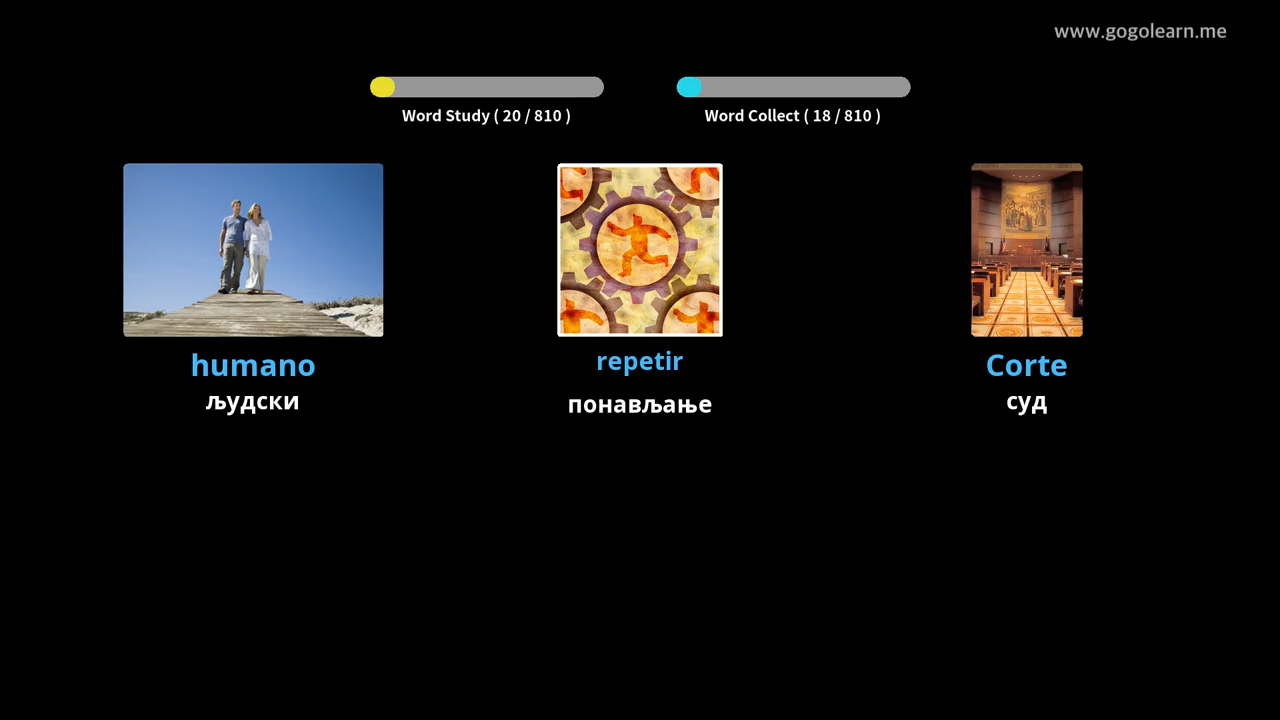 www.gogolearn.me
Word Study ( 20 / 810 )
Word Collect ( 18 / 810 )
humano
људски
repetir
понављање
Corte
суд